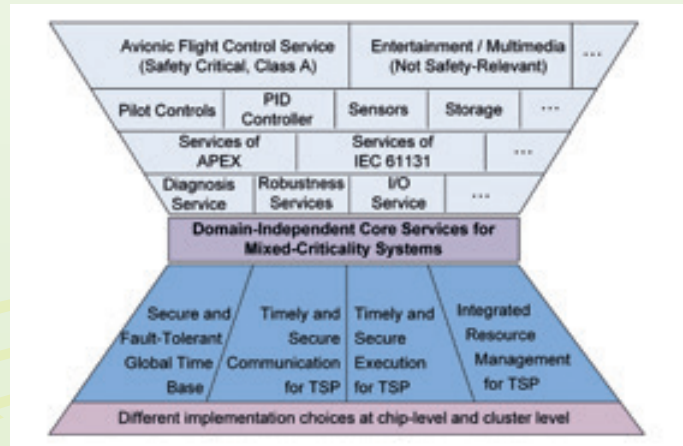 Avionic Flight Control Service
(Safety Critical, Class A)
Entertainment / Multimedia
(Not Safety-Relevant)
...
Pilot Controls
PID
Controller
Sensors
Storage
...
Services of
APEX
Services of
IEC 61131
...
Diagnosis
Service
Robustness
Services
I/O
Service
...
Domain-Independent Core Services for
Mixed-Criticality Systems
Secure and
Fault-Tolerant
Global Time
Base
Timely and
Secure
Communication
for TSP
Timely and
Secure
Execution
for TSP
Integrated
Resource
Management
for TSP
Different implementation choices at chip-level and cluster level